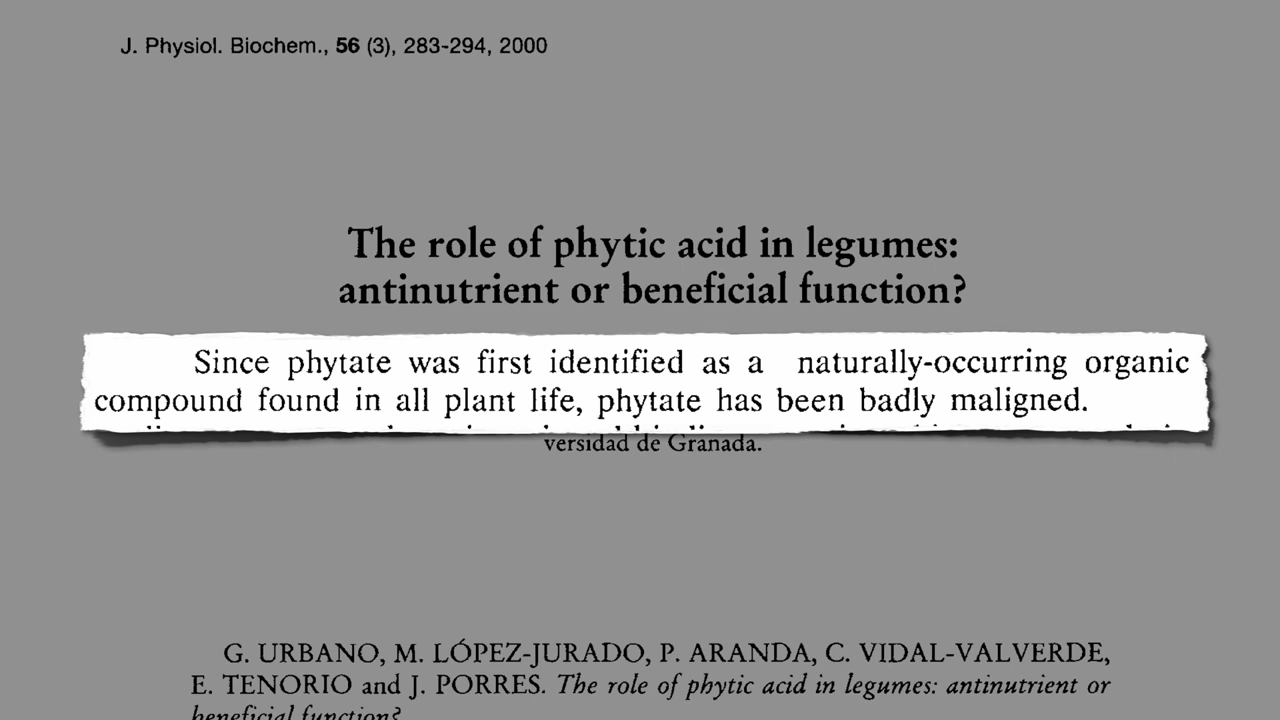 J. Physiol. Biochem., 56 (3), 283-294, 2000
The role of phytic acid in legumes:
antinutrient or beneficial function?
Since phytate was first identified as a naturally-occurring organic
compound found in all plant life, phytate has been badly maligned.
versidad de Granada.
G. URBANO, M. LÓPEZ-JURADO, P. ARANDA, C. VIDAL-VALVERDE,
E. TENORIO and J. PORRES. The role of phytic acid in legumes: antinutrient or
beneficial function?